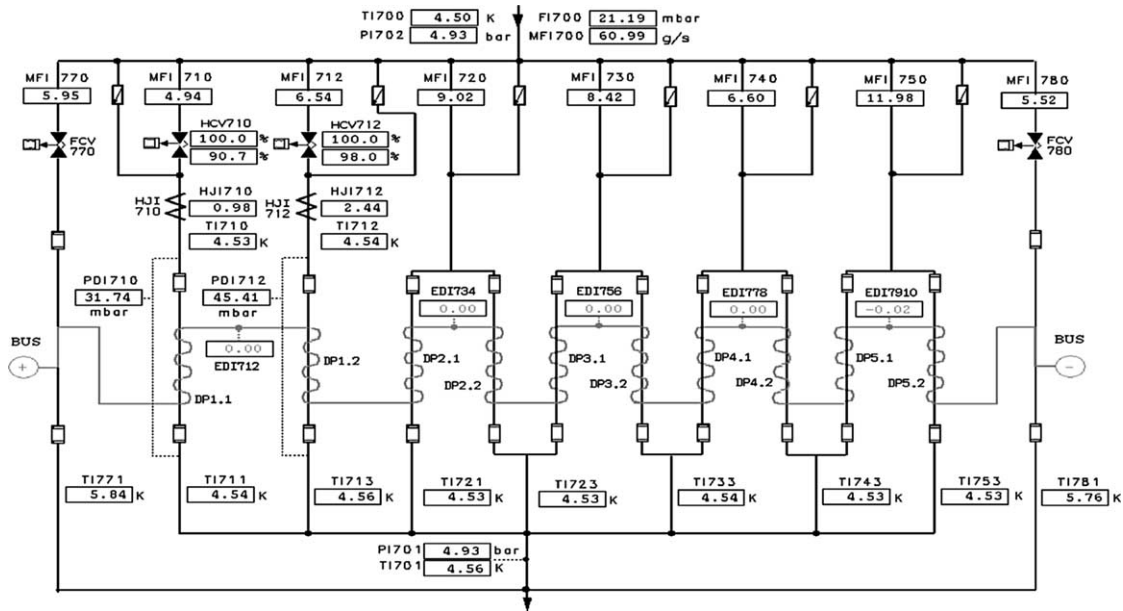 TI700 4.50 K FI700 21.19 mbar
PI702 4.93 bar MFI700 60.99 g/s
MFI 770 MFI 710 MFI 712 MFI 720 MFI 730 MFI 740 MFI 750 MFI 780
5.95 4.94 6.54 9.02 8.42 6.60 11.98 5.52
HCV710 HCV712
FCV 100.0 % 100.0 % FCV
770 90.7 % 98.0 % 780
HJI HJI710 HJI HJI712
710 0.98 712 2.44
TI710 TI712
4.53 K 4.54 K
PDI710 PDI712
31.74 45.41
mbar mbar
EDI734 EDI756 EDI778 EDI7910
0.00 0.00 0.00 -0.02
BUS BUS
+ -
0.00
EDI712
DP1.1 DP1.2 DP2.1 DP2.2 DP3.1 DP3.2 DP4.1 DP4.2 DP5.1 DP5.2
TI771 TI711 TI713 TI721 TI723 TI733 TI743 TI753 TI781
5.84 K 4.54 K 4.56 K 4.53 K 4.53 K 4.54 K 4.53 K 4.53 K 5.76 K
PI701 4.93 bar
TI701 4.56 K